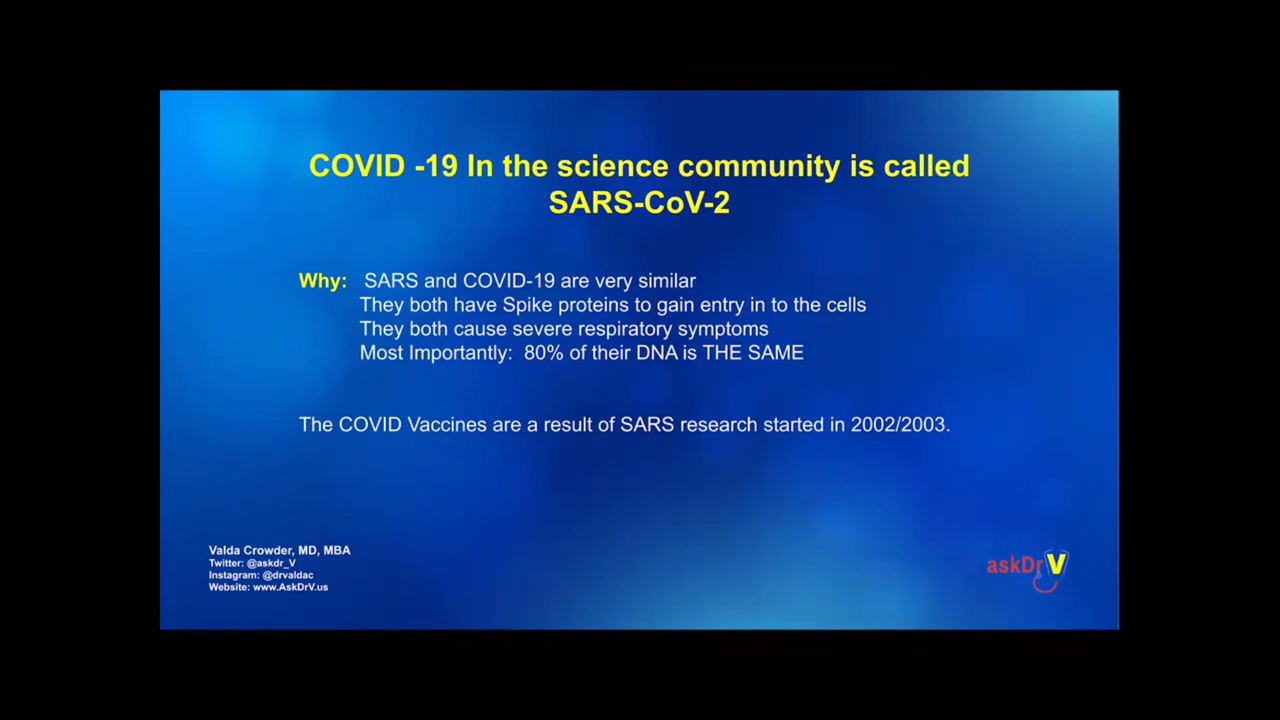 COVID -19 In the science community is called
SARS-CoV-2
Why: SARS and COVID-19 are very similar
They both have Spike proteins to gain entry in to the cells
They both cause severe respiratory symptoms
Most Importantly: 80% of their DNA is THE SAME
The COVID Vaccines are a result of SARS research started in 2002/2003.
Valda Crowder, MD, MBA
Twitter: @askdr_V
Instagram: @drvaldac
Website: www.AskDrV.us
askDrV